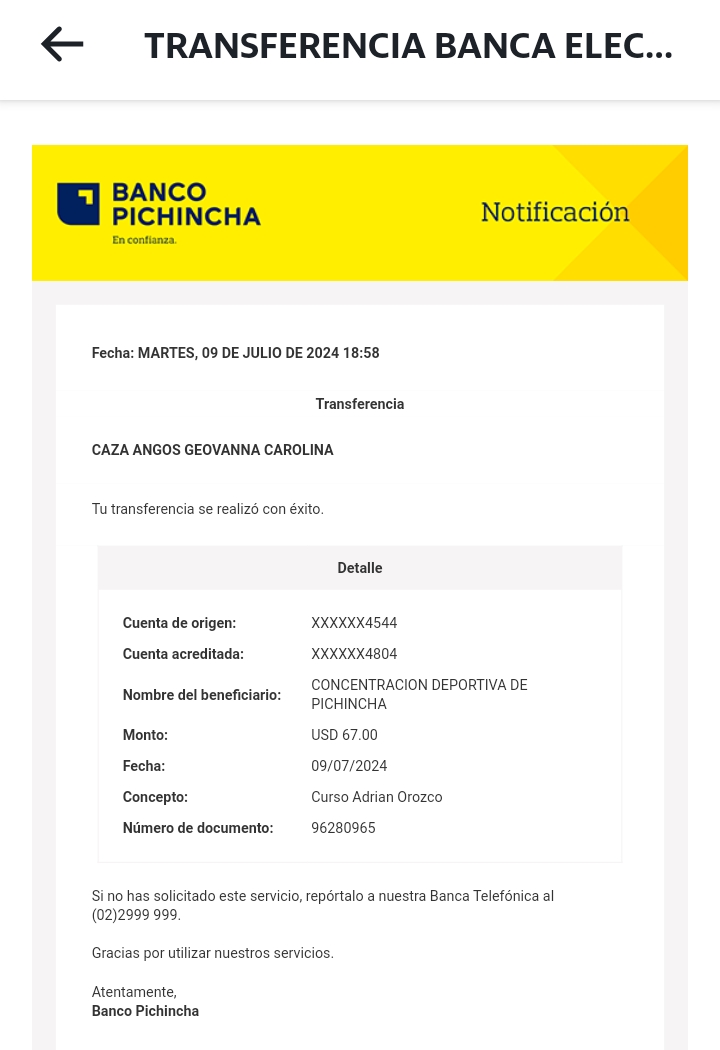 TRANSFERENCIA BANCA ELEC...
BANCO
PICHINCHA
En confianza.
Notificación
Fecha: MARTES, 09 DE JULIO DE 2024 18:58
Transferencia
CAZA ANGOS GEOVANNA CAROLINA
Tu transferencia se realizó con éxito.
Detalle
Cuenta de origen: XXXXXX4544
Cuenta acreditada: XXXXXX4804
Nombre del beneficiario: CONCENTRACION DEPORTIVA DE
PICHINCHA
Monto: USD 67.00
Fecha: 09/07/2024
Concepto: Curso Adrian Orozco
Número de documento: 96280965
Si no has solicitado este servicio, repórtalo a nuestra Banca Telefónica al
(02)2999 999.
Gracias por utilizar nuestros servicios.
Atentamente,
Banco Pichincha